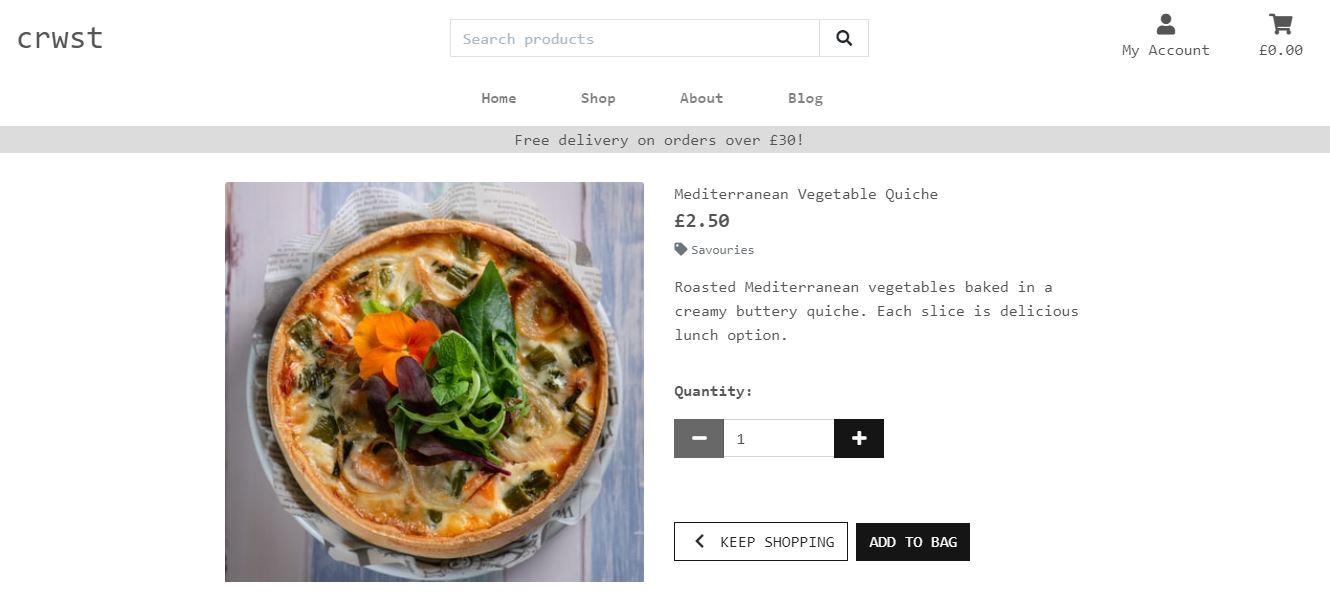 crwst
Search products
My Account
£0.00
Home
Shop
About
Blog
Free delivery on orders over £30!
Mediterranean Vegetable Quiche
£2.50
Savouries
Roasted Mediterranean vegetables baked in a
creamy buttery quiche. Each slice is delicious
lunch option.
Quantity:
1
KEEP SHOPPING
ADD TO BAG